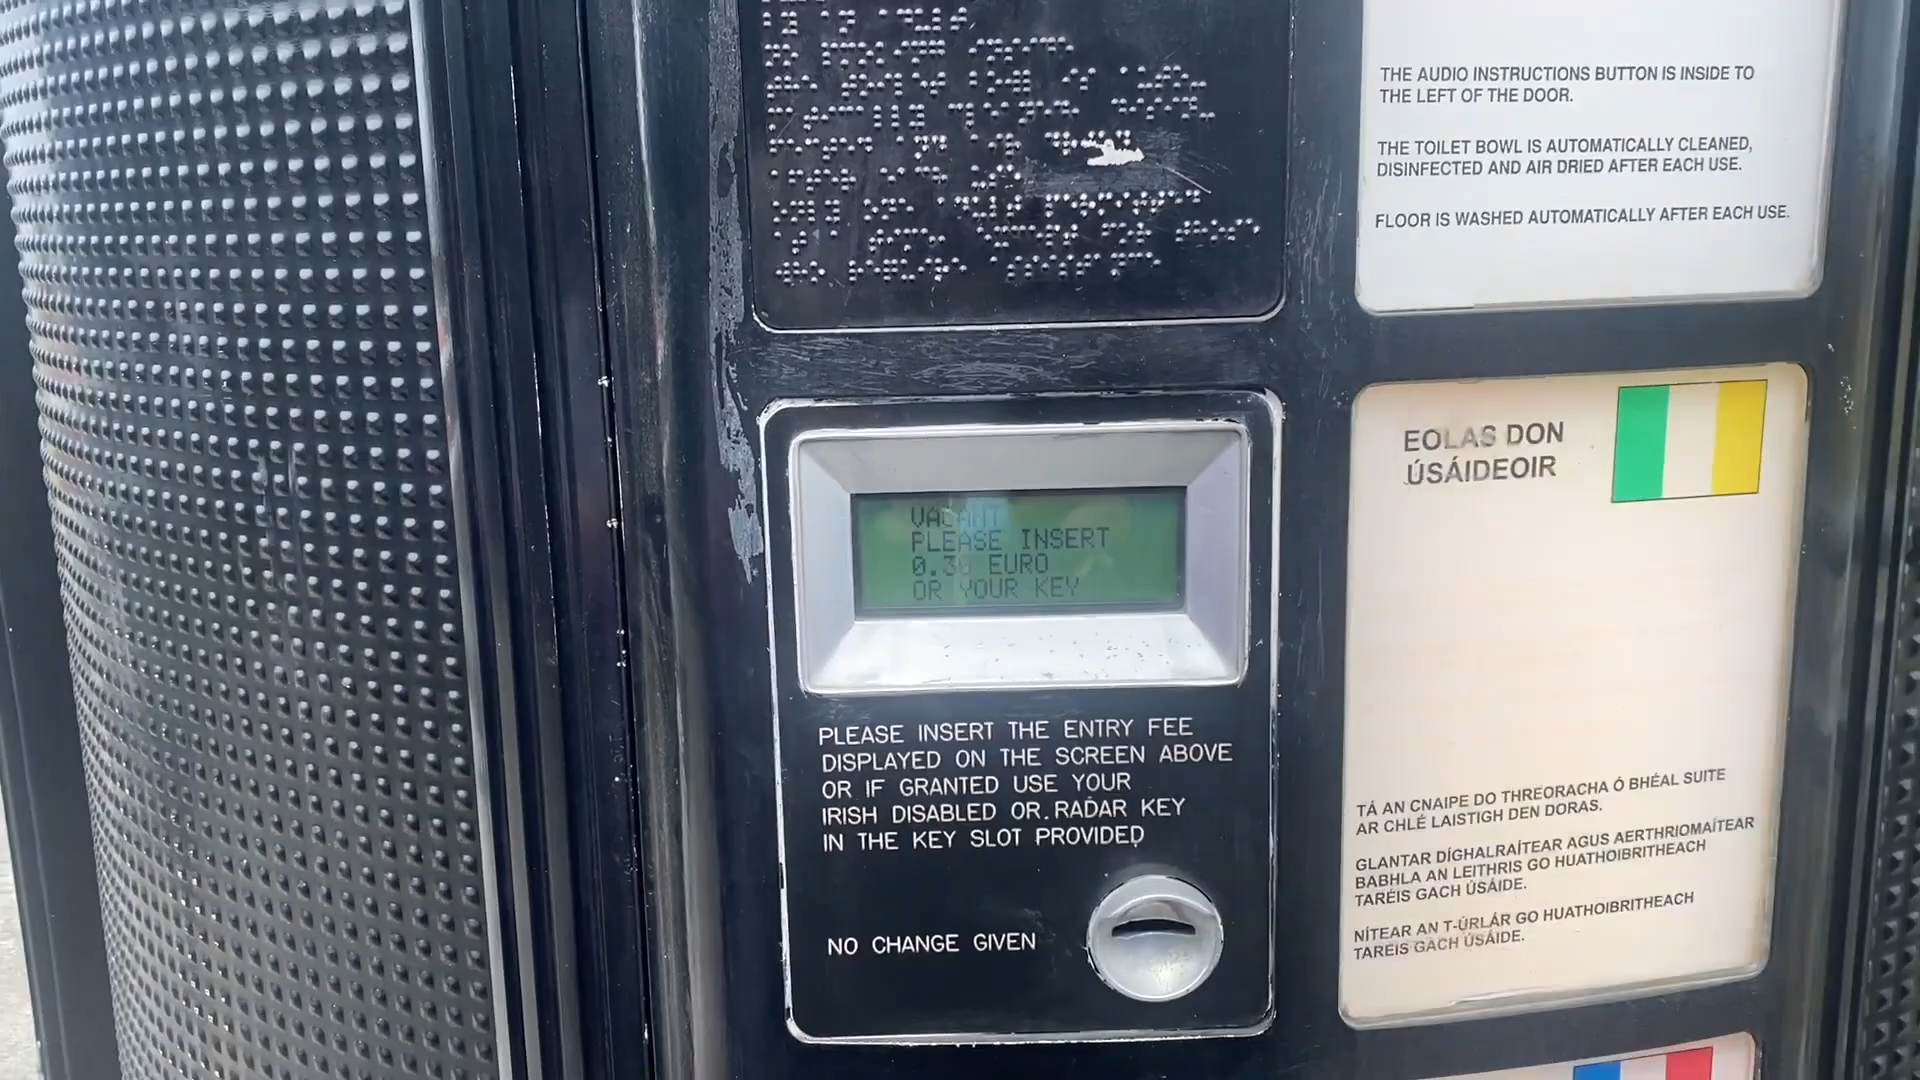 THE AUDIO INSTRUCTIONS BUTTON IS INSIDE TO
THE LEFT OF THE DOOR.
THE TOILET BOWL IS AUTOMATICALLY CLEANED,
DISINFECTED AND AIR DRIED AFTER EACH USE.
FLOOR IS WASHED AUTOMATICALLY AFTER EACH USE.
VACANT
PLEASE INSERT
0.30 EURO
OR YOUR KEY
PLEASE INSERT THE ENTRY FEE
DISPLAYED ON THE SCREEN ABOVE
OR IF GRANTED USE YOUR
IRISH DISABLED OR RADAR KEY
IN THE KEY SLOT PROVIDED
NO CHANGE GIVEN
EOLAS DON
ÚSÁIDEOIR
TÁ AN CNAIPE DO THREORACHA Ó BHÉAL SUITE
AR CHLÉ LAISTIGH DEN DORAS.
GLANTAR DÍGHALRAÍTEAR AGUS AERTHRIOMAÍTEAR
BABHLA AN LEITHRIS GO HUATHOIBRITHEACH
TARÉIS GACH ÚSÁIDE.
NÍTEAR AN T-ÚRLÁR GO HUATHOIBRITHEACH
TARÉIS GACH ÚSÁIDE.